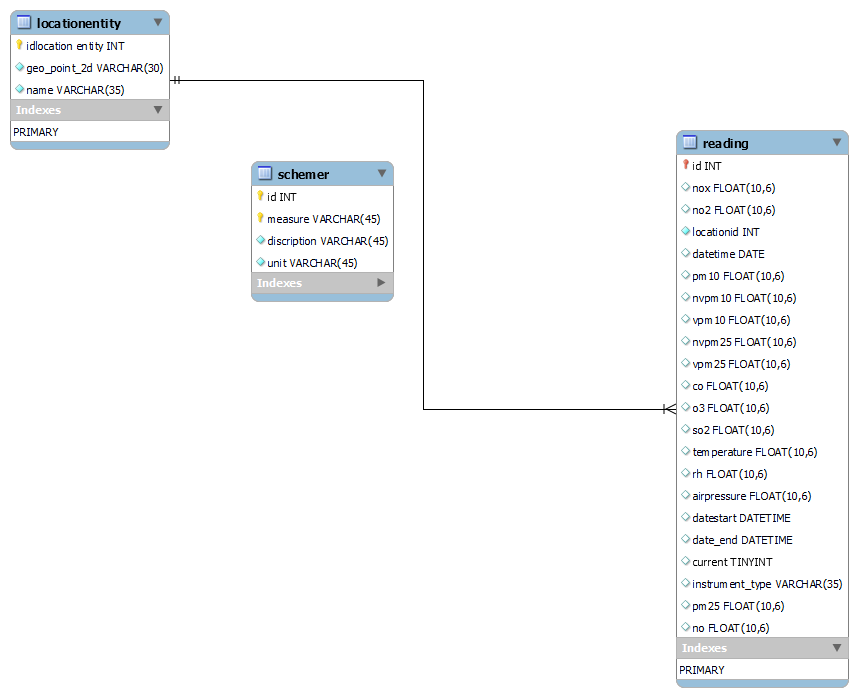 locationentity
idlocation entity INT
geo_point_2d VARCHAR(30)
name VARCHAR(35)
Indexes
PRIMARY
schemer
id INT
measure VARCHAR(45)
discription VARCHAR(45)
unit VARCHAR(45)
Indexes
reading
id INT
nox FLOAT(10,6)
no2 FLOAT(10,6)
locationid INT
datetime DATE
pm10 FLOAT(10,6)
nvpm10 FLOAT(10,6)
vpm10 FLOAT(10,6)
nvpm25 FLOAT(10,6)
vpm25 FLOAT(10,6)
co FLOAT(10,6)
o3 FLOAT(10,6)
so2 FLOAT(10,6)
temperature FLOAT(10,6)
rh FLOAT(10,6)
airpressure FLOAT(10,6)
datestart DATETIME
date_end DATETIME
current TINYINT
instrument_type VARCHAR(35)
pm25 FLOAT(10,6)
no FLOAT(10,6)
Indexes
PRIMARY